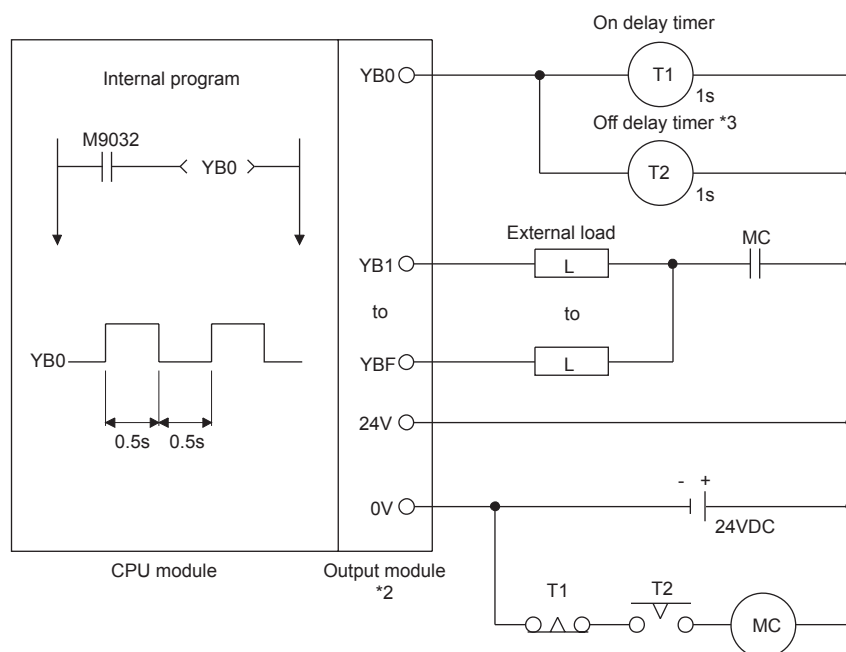 On delay timer
Internal program
YB0
T1
1s
Off delay timer *3
M9032
YB0
T2
1s
External load
MC
YB1
L
to
to
YB0
YBF
L
0.5s
0.5s
24V
- +
0V
24VDC
CPU module
Output module
*2
T1
T2
MC